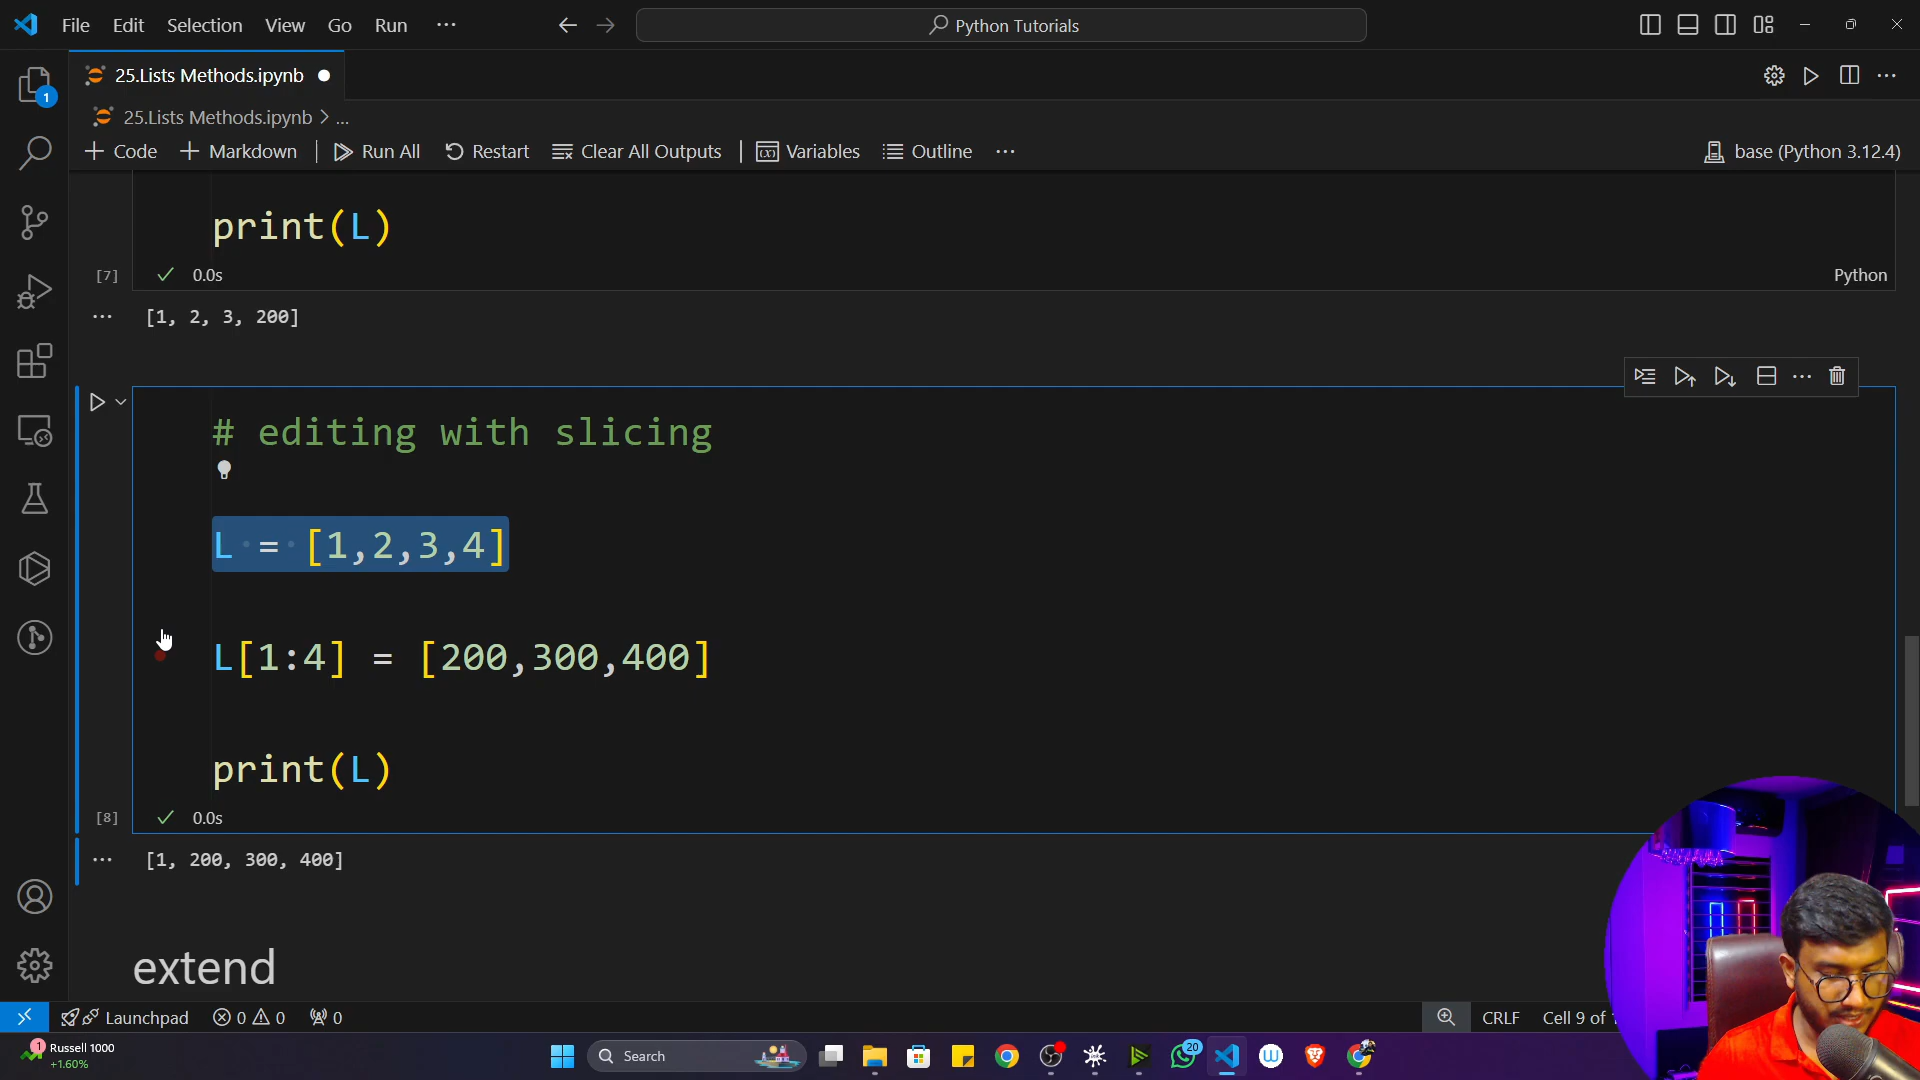 File Edit Selection View Go Run ···
Python Tutorials
25.Lists Methods.ipynb
25.Lists Methods.ipynb > ...
+ Code + Markdown Run All Restart Clear All Outputs Variables Outline ···
base (Python 3.12.4)
print(L)
[7] 0.0s
Python
[1, 2, 3, 200]
# editing with slicing
L = [1,2,3,4]
L[1:4] = [200,300,400]
print(L)
[8] 0.0s
[1, 200, 300, 400]
extend
Launchpad 0 0 0
CRLF
Cell 9 of
1
Russell 1000
+1.60%
1
Search
20